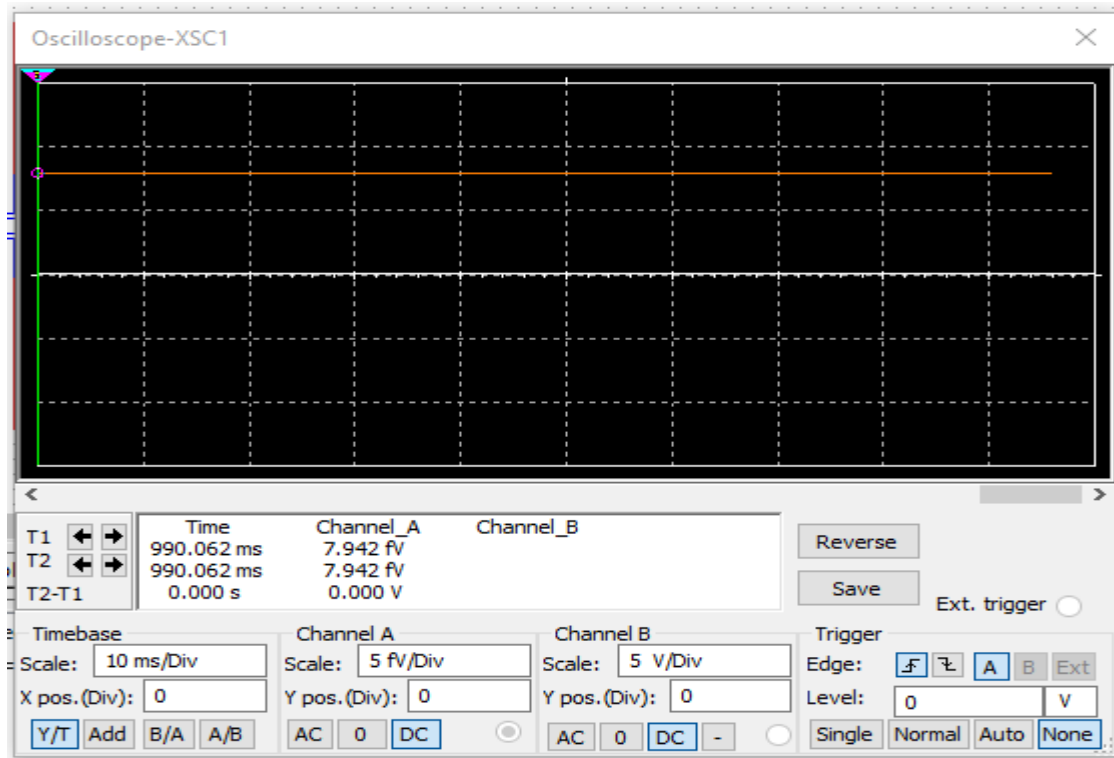 Oscilloscope-XSC1
T1
T2
T2-T1
Time Channel_A Channel_B
990.062 ms 7.942 fV
990.062 ms 7.942 fV
0.000 s 0.000 V
Reverse
Save
Ext. trigger
Timebase
Scale: 10 ms/Div
X pos.(Div): 0
Y/T Add B/A A/B
Channel A
Scale: 5 fV/Div
Y pos.(Div): 0
AC 0 DC
Channel B
Scale: 5 V/Div
Y pos.(Div): 0
AC 0 DC -
Trigger
Edge: A B Ext
Level: 0 V
Single Normal Auto None